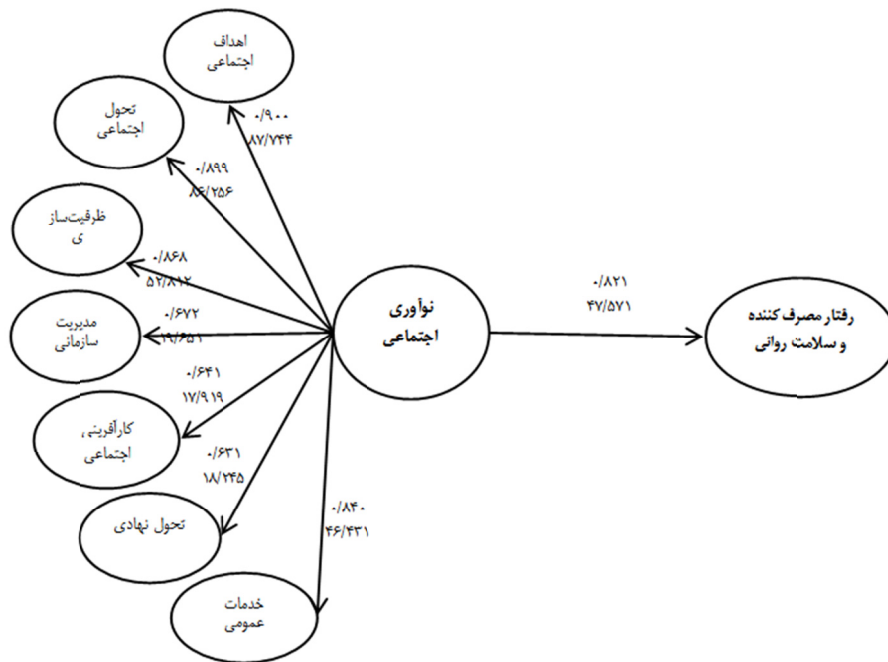 اهداف
اجتماعی
۰/۹۰۰
۸۷/۷۴۴
تحول
اجتماعی
۰/۸۹۹
۸۶/۲۵۶
ظرفیت‌ساز
ی
۰/۸۶۸
۵۲/۸۱۲
مدیریت
سازمانی
۰/۶۷۲
۱۹/۶۵۱
نوآوری
اجتماعی
۰/۸۲۱
۴۷/۵۷۱
رفتار مصرف کننده
و سلامت روانی
کارآفرینی
اجتماعی
۰/۶۴۱
۱۷/۹۱۹
تحول نهادی
۰/۶۳۱
۱۸/۲۴۵
خدمات
عمومی
۰/۸۴۰
۴۶/۴۳۱